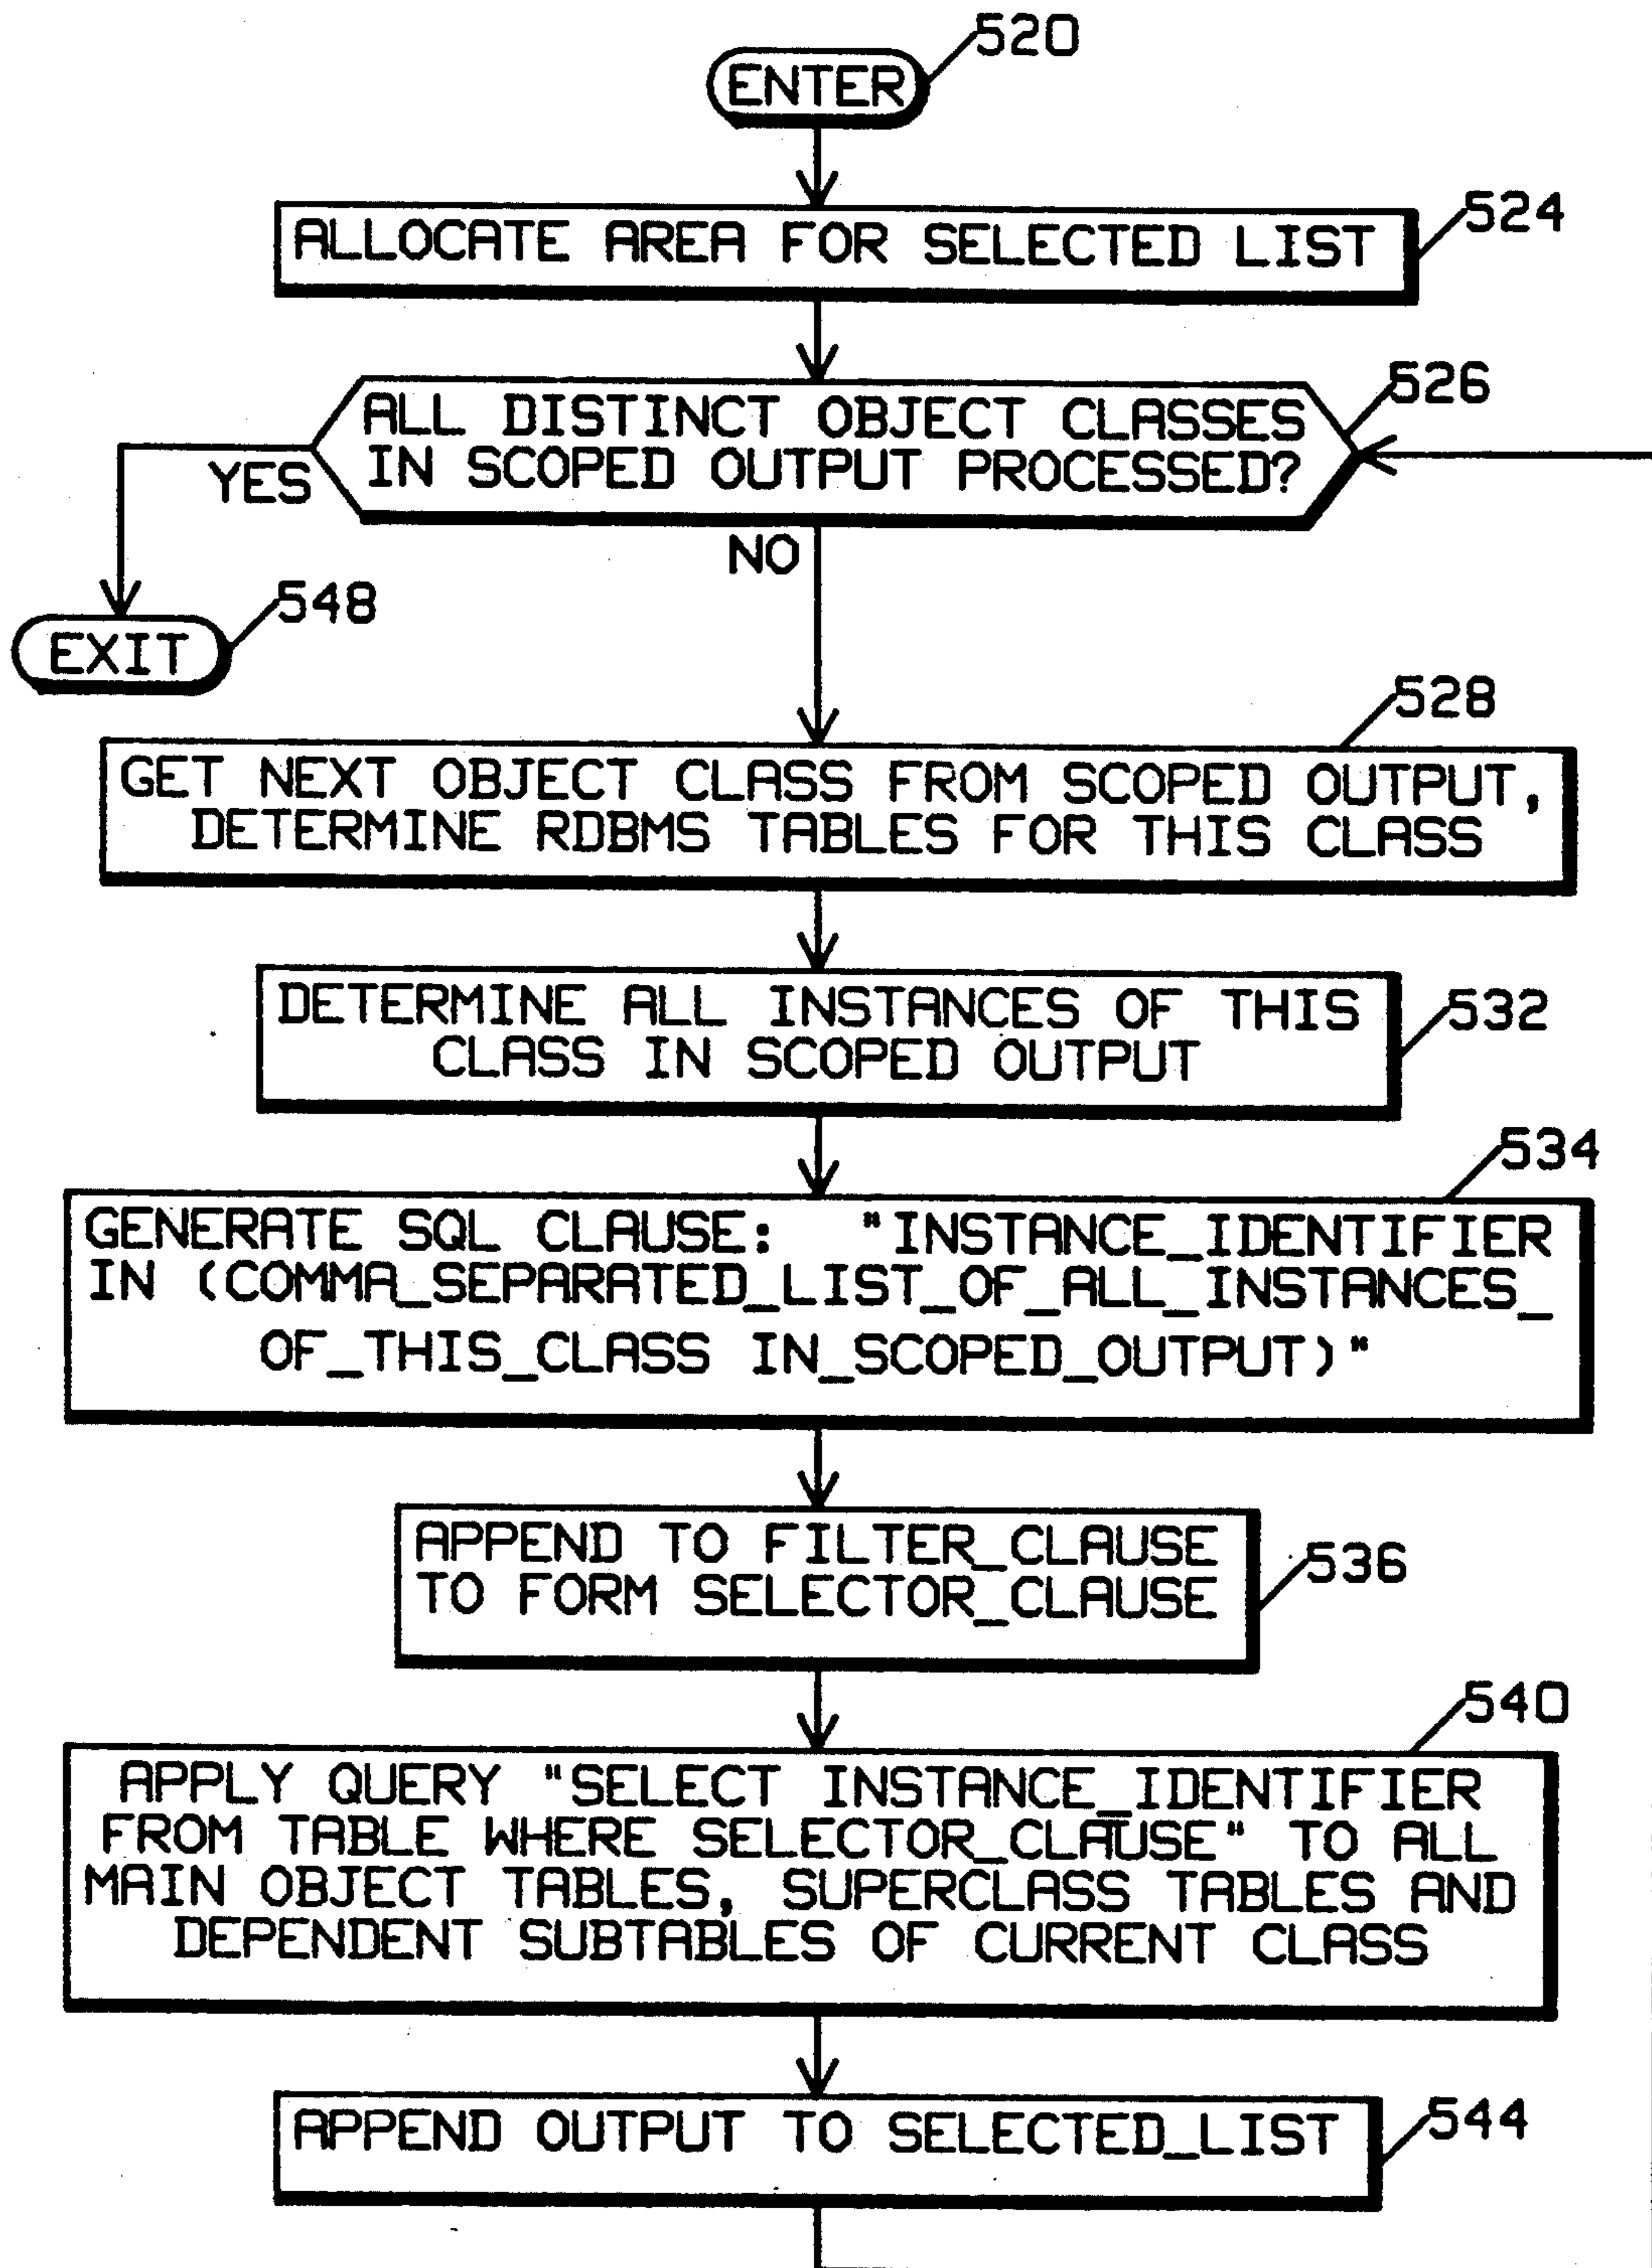 520
ENTER
524
ALLOCATE AREA FOR SELECTED LIST
526
ALL DISTINCT OBJECT CLASSES
IN SCOPED OUTPUT PROCESSED?
YES
NO
548
EXIT
528
GET NEXT OBJECT CLASS FROM SCOPED OUTPUT,
DETERMINE RDBMS TABLES FOR THIS CLASS
DETERMINE ALL INSTANCES OF THIS
CLASS IN SCOPED OUTPUT
532
534
GENERATE SQL CLAUSE: "INSTANCE_IDENTIFIER
IN (COMMA_SEPARATED_LIST_OF_ALL_INSTANCES_
OF_THIS_CLASS IN_SCOPED_OUTPUT)"
APPEND TO FILTER_CLAUSE
TO FORM SELECTOR_CLAUSE
536
540
APPLY QUERY "SELECT INSTANCE_IDENTIFIER
FROM TABLE WHERE SELECTOR_CLAUSE" TO ALL
MAIN OBJECT TABLES, SUPERCLASS TABLES AND
DEPENDENT SUBTABLES OF CURRENT CLASS
544
APPEND OUTPUT TO SELECTED_LIST